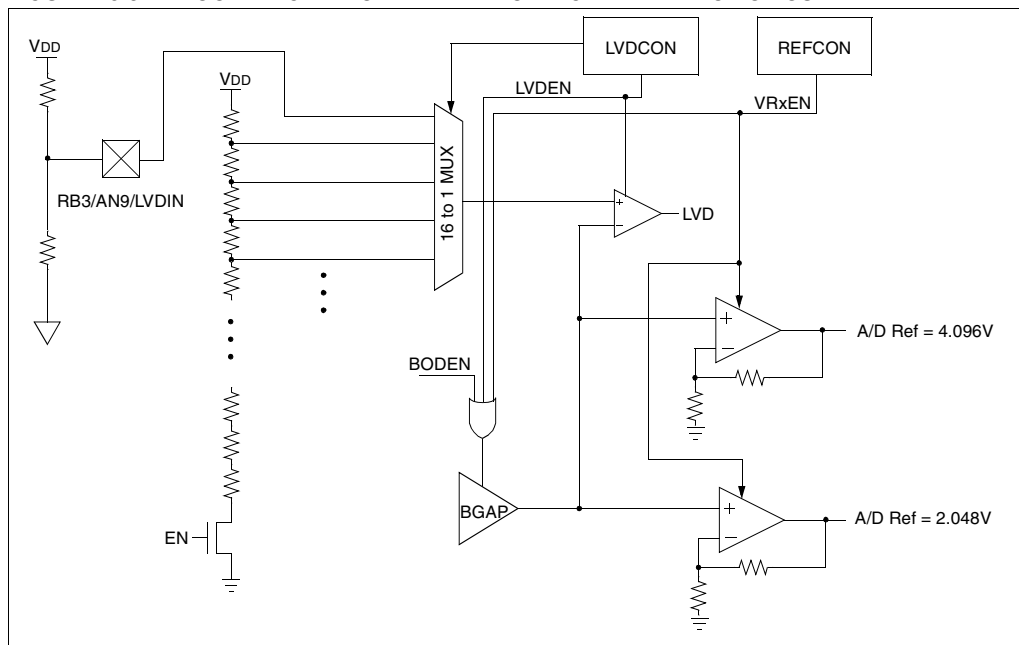 VDD
LVDCON
REFCON
VDD
LVDEN
VRxEN
16 to 1 MUX
RB3/AN9/LVDIN
+
−
LVD
+
−
A/D Ref = 4.096V
BODEN
BGAP
+
−
A/D Ref = 2.048V
EN